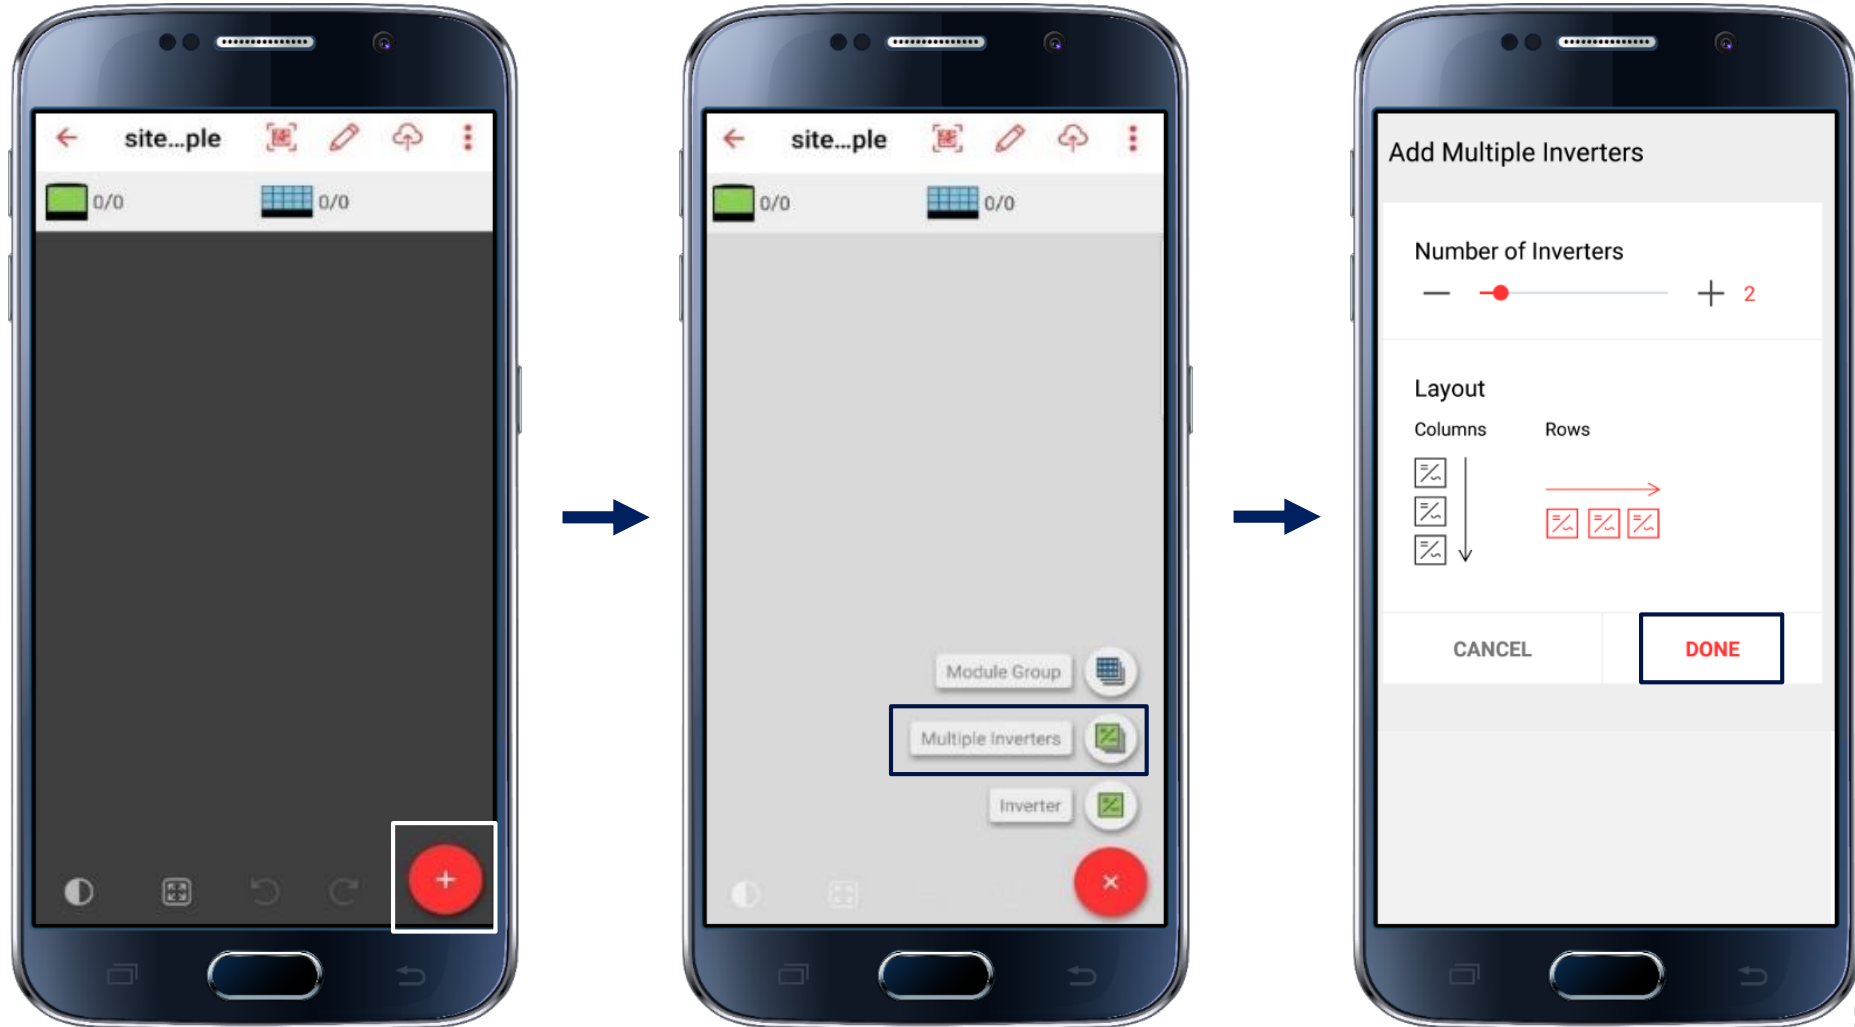 site...ple
0/0
0/0
site...ple
0/0
0/0
Module Group
Multiple Inverters
Inverter
Add Multiple Inverters
Number of Inverters
2
Layout
Columns
Rows
CANCEL
DONE